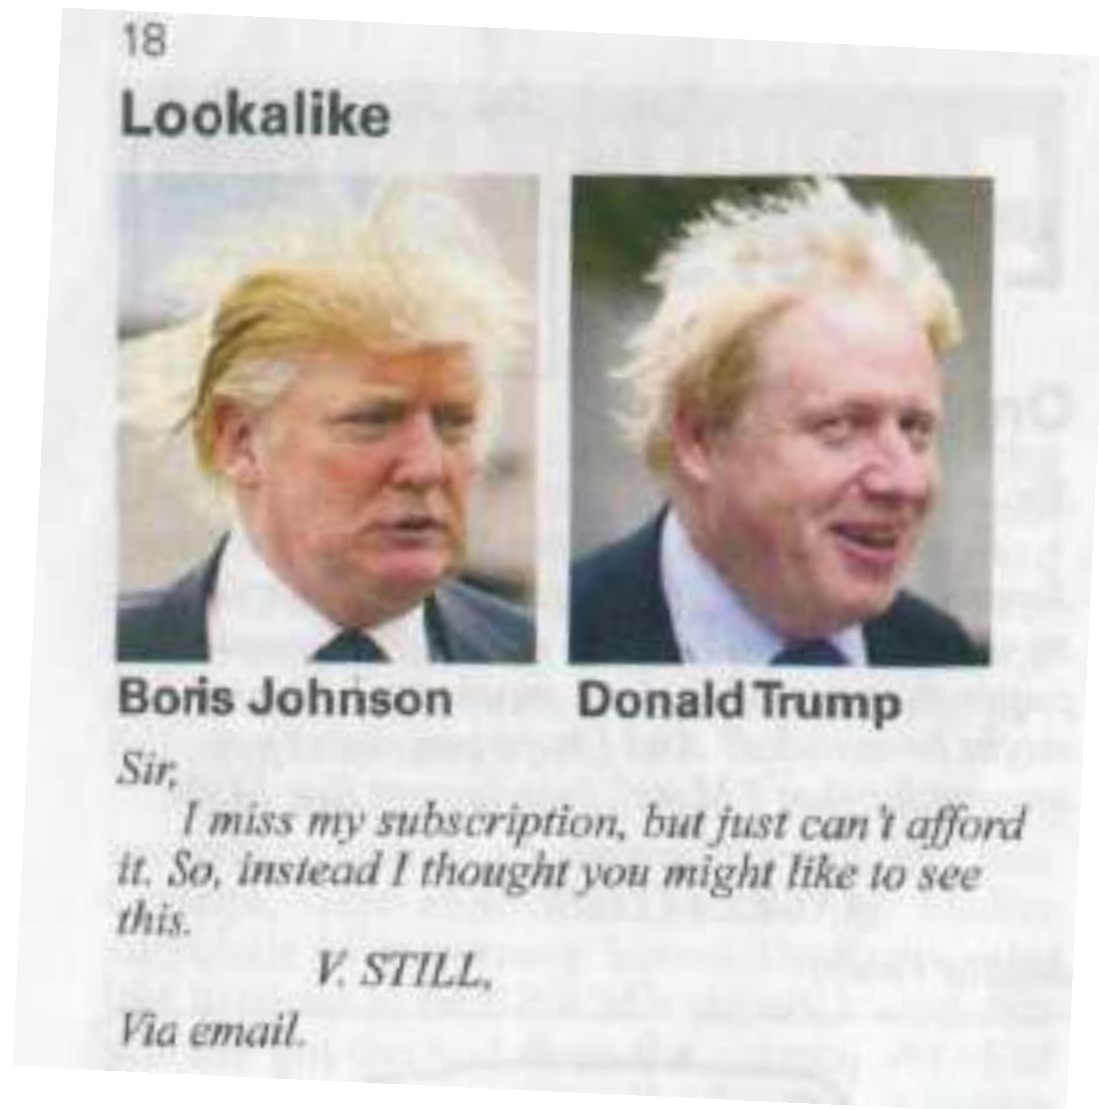 18
Lookalike
Boris Johnson
Donald Trump
Sir,
I miss my subscription, but just can't afford
it. So, instead I thought you might like to see
this.
V. STILL,
Via email.